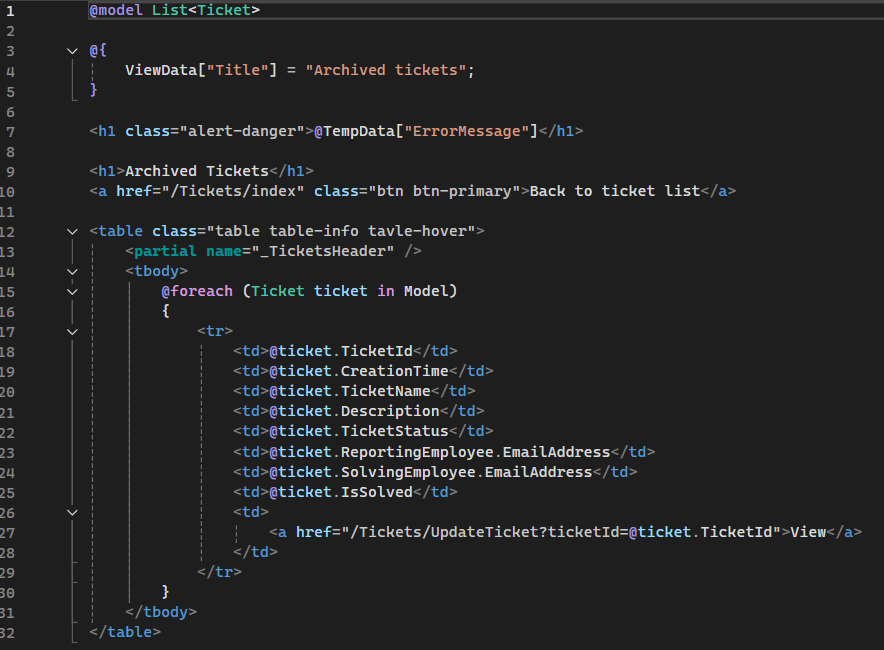 1 @model List<Ticket>
2
3 @{
4 ViewData["Title"] = "Archived tickets";
5 }
6
7 <h1 class="alert-danger">@TempData["ErrorMessage"]</h1>
8
9 <h1>Archived Tickets</h1>
10 <a href="/Tickets/index" class="btn btn-primary">Back to ticket list</a>
11
12 <table class="table table-info tavle-hover">
13 <partial name="_TicketsHeader" />
14 <tbody>
15 @foreach (Ticket ticket in Model)
16 {
17 <tr>
18 <td>@ticket.TicketId</td>
19 <td>@ticket.CreationTime</td>
20 <td>@ticket.TicketName</td>
21 <td>@ticket.Description</td>
22 <td>@ticket.TicketStatus</td>
23 <td>@ticket.ReportingEmployee.EmailAddress</td>
24 <td>@ticket.SolvingEmployee.EmailAddress</td>
25 <td>@ticket.IsSolved</td>
26 <td>
27 <a href="/Tickets/UpdateTicket?ticketId=@ticket.TicketId">View</a>
28 </td>
29 </tr>
30 }
31 </tbody>
32 </table>